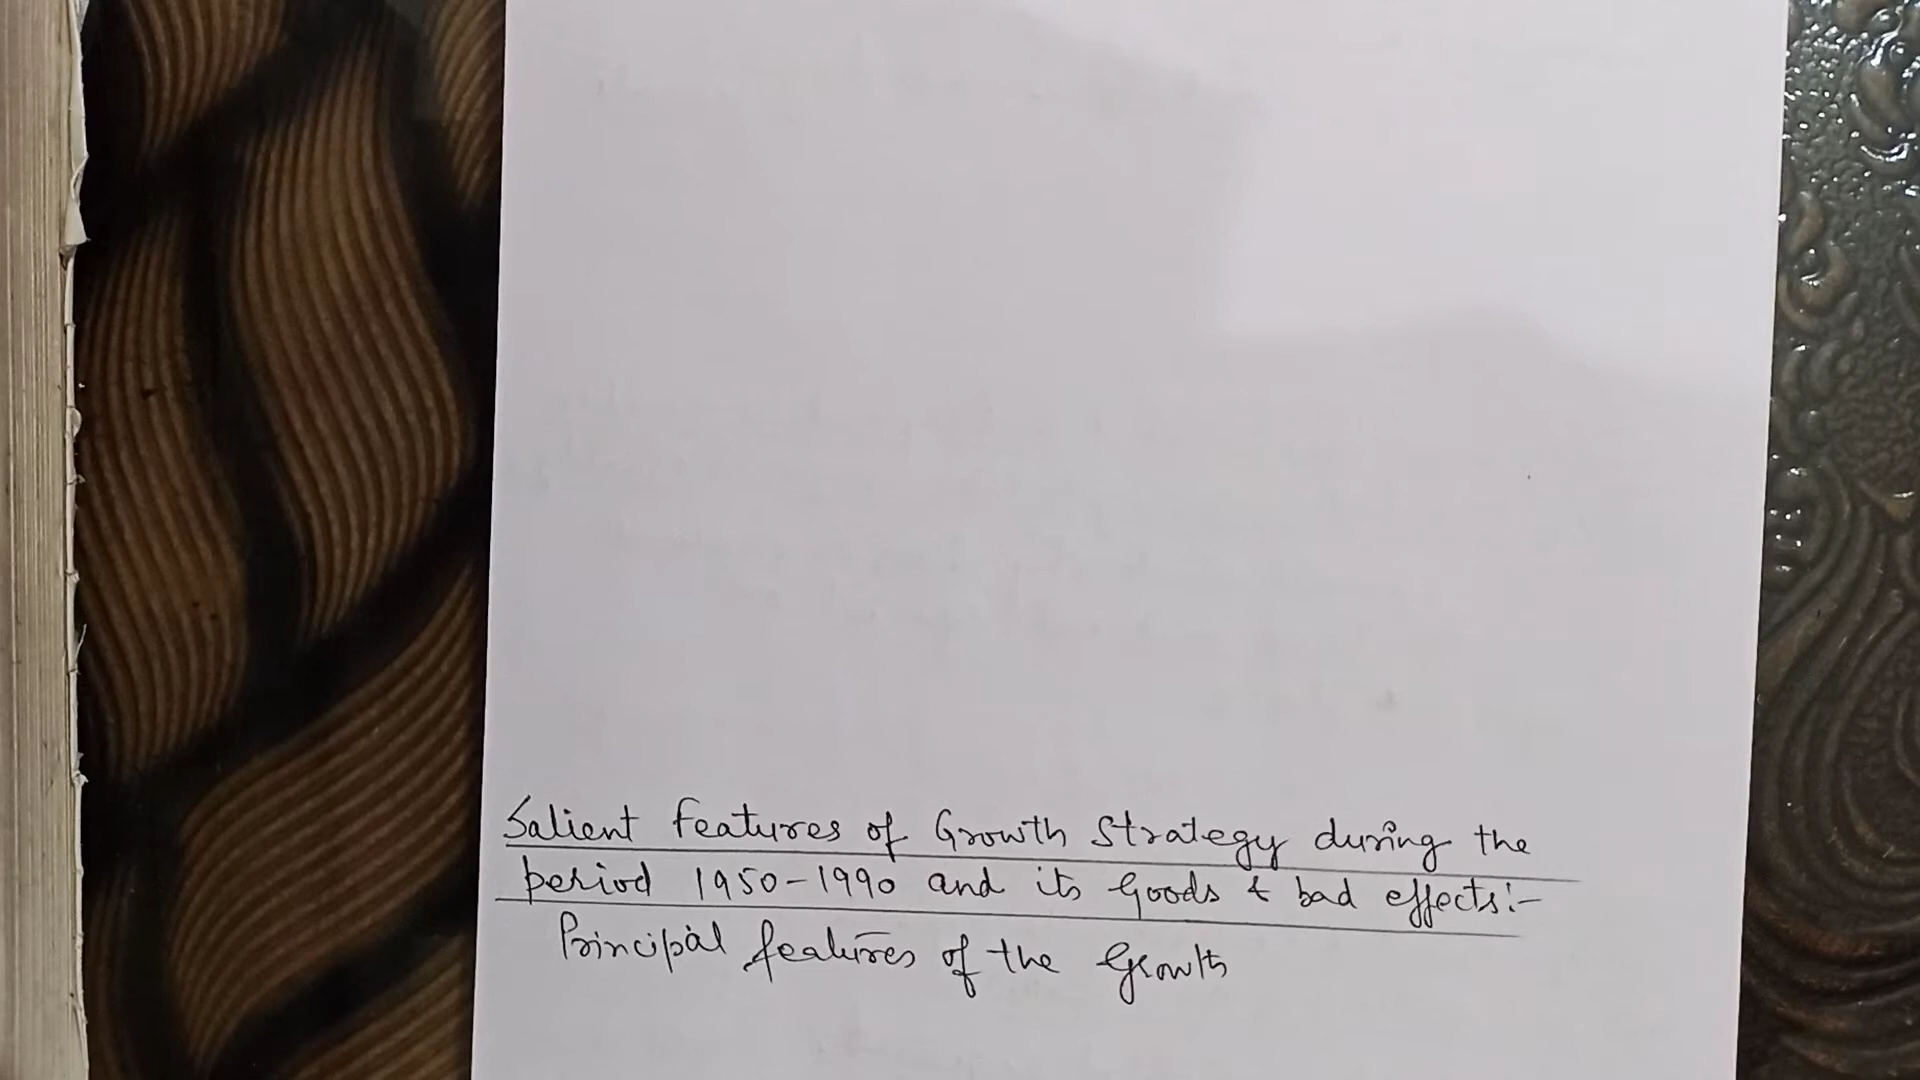 Salient features of Growth Strategy during the
period 1950-1990 and its Goods & bad effects:-
Principal features of the Growth